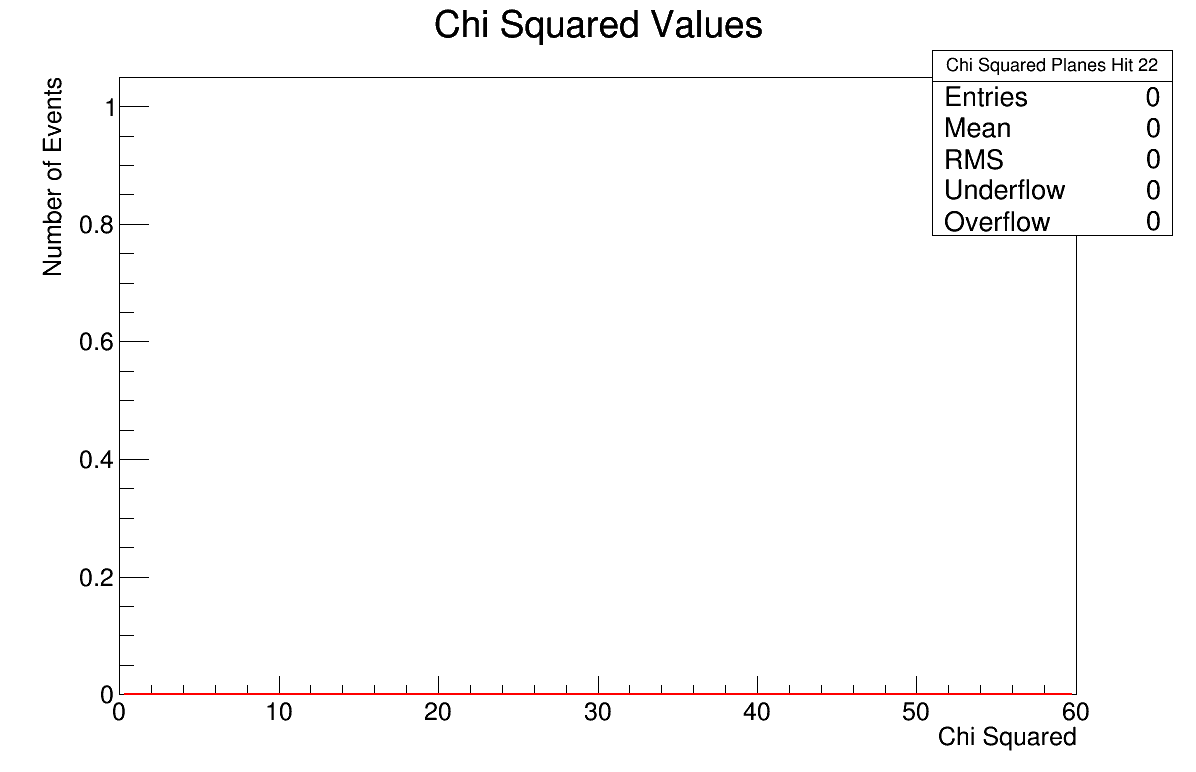 Chi Squared Values
Chi Squared Planes Hit 22
Entries 0
Mean 0
RMS 0
Underflow 0
Overflow 0
Number of Events
1
0.8
0.6
0.4
0.2
0
0 10 20 30 40 50 60
Chi Squared